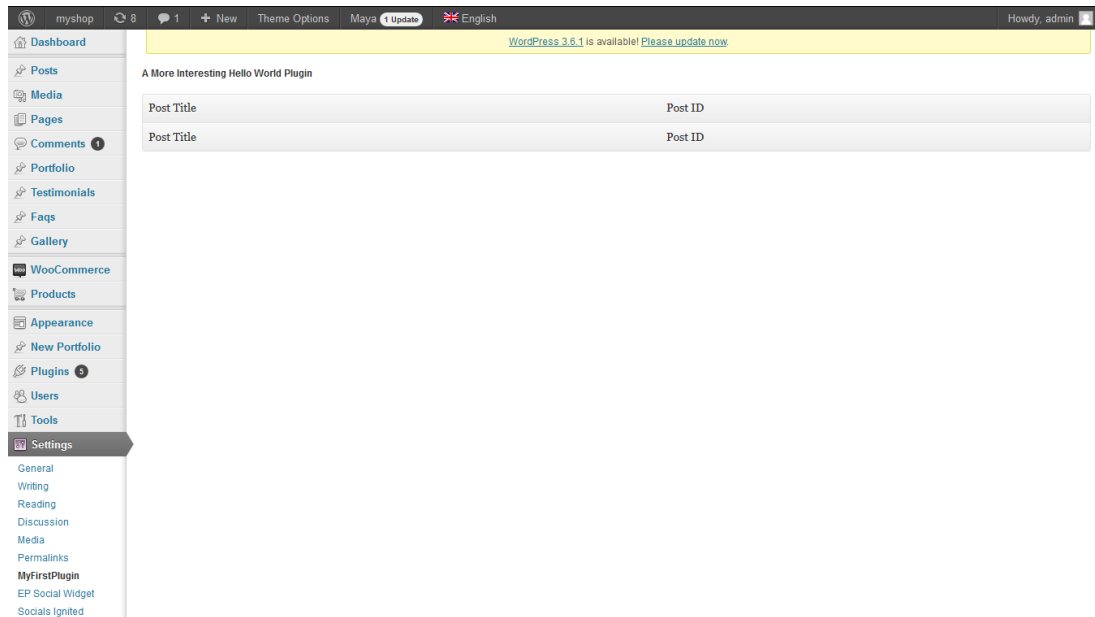 myshop 8 1 + New Theme Options Maya 1 Update English Howdy, admin
WordPress 3.6.1 is available! Please update now.
Dashboard
Posts
Media
Pages
Comments 1
Portfolio
Testimonials
Faqs
Gallery
WooCommerce
Products
Appearance
New Portfolio
Plugins 5
Users
Tools
Settings
General
Writing
Reading
Discussion
Media
Permalinks
MyFirstPlugin
EP Social Widget
Socials Ignited
A More Interesting Hello World Plugin
Post Title Post ID
Post Title Post ID